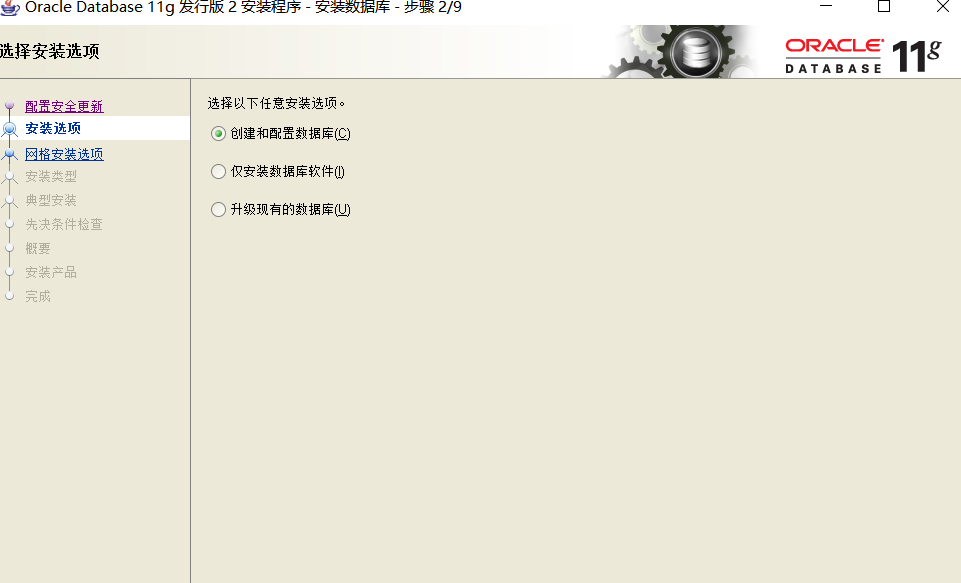 Oracle Database 11g 发行版 2 安装程序 - 安装数据库 - 步骤 2/9
选择安装选项
ORACLE®
DATABASE
11g
配置安全更新
安装选项
网格安装选项
安装类型
典型安装
先决条件检查
概要
安装产品
完成
选择以下任意安装选项。
创建和配置数据库(C)
仅安装数据库软件(I)
升级现有的数据库(U)